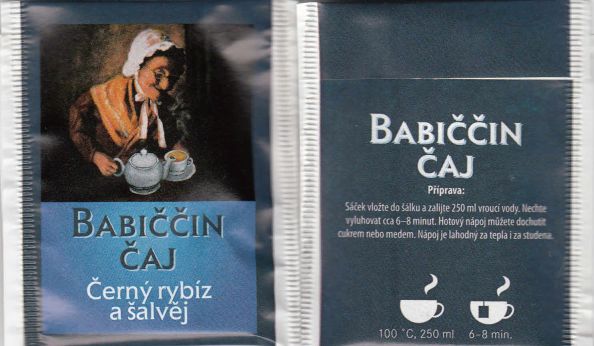 BABIČČIN
ČAJ
Černý rybíz
a šalvěj
BABIČČIN
ČAJ
Příprava:
Sáček vložte do šálku a zalijte 250 ml vroucí vody. Nechte
vyluhovat cca 6–8 minut. Hotový nápoj můžete dochutit
cukrem nebo medem. Nápoj je lahodný za tepla i za studena.
100 °C, 250 ml 6–8 min.